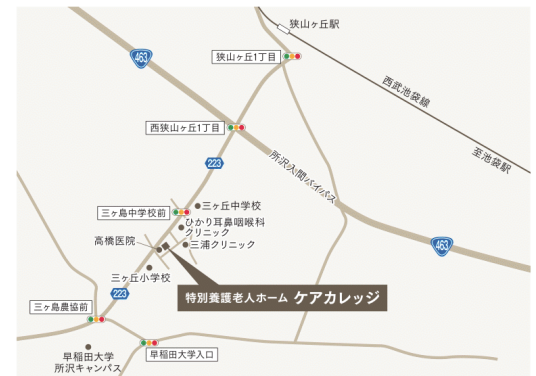 狭山ヶ丘駅
463
狭山ヶ丘1丁目
西武池袋線
西狭山ヶ丘1丁目
至池袋駅
所沢入間バイパス
223
三ヶ島中学校前
三ヶ丘中学校
ひかり耳鼻咽喉科
クリニック
高橋医院
三浦クリニック
463
三ヶ丘小学校
特別養護老人ホーム ケアカレッジ
223
三ヶ島農協前
早稲田大学
所沢キャンパス
早稲田大学入口